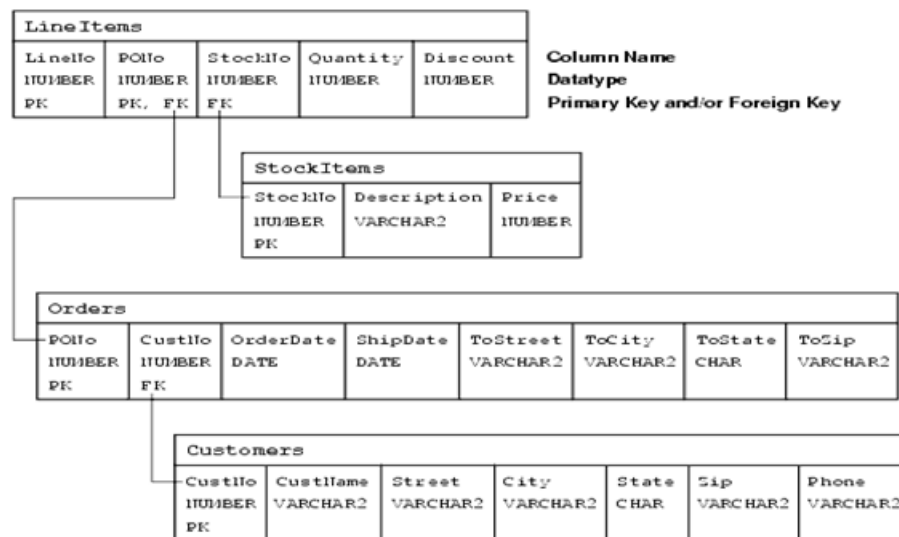 LineItems
LineNo PONo StockNo Quantity Discount Column Name
NUMBER NUMBER NUMBER NUMBER NUMBER Datatype
PK PK, FK FK Primary Key and/or Foreign Key
StockItems
StockNo Description Price
NUMBER VARCHAR2 NUMBER
PK
Orders
PONo CustNo OrderDate ShipDate ToStreet ToCity ToState ToZip
NUMBER NUMBER DATE DATE VARCHAR2 VARCHAR2 CHAR VARCHAR2
PK FK
Customers
CustNo CustName Street City State Zip Phone
NUMBER VARCHAR2 VARCHAR2 VARCHAR2 CHAR VARCHAR2 VARCHAR2
PK